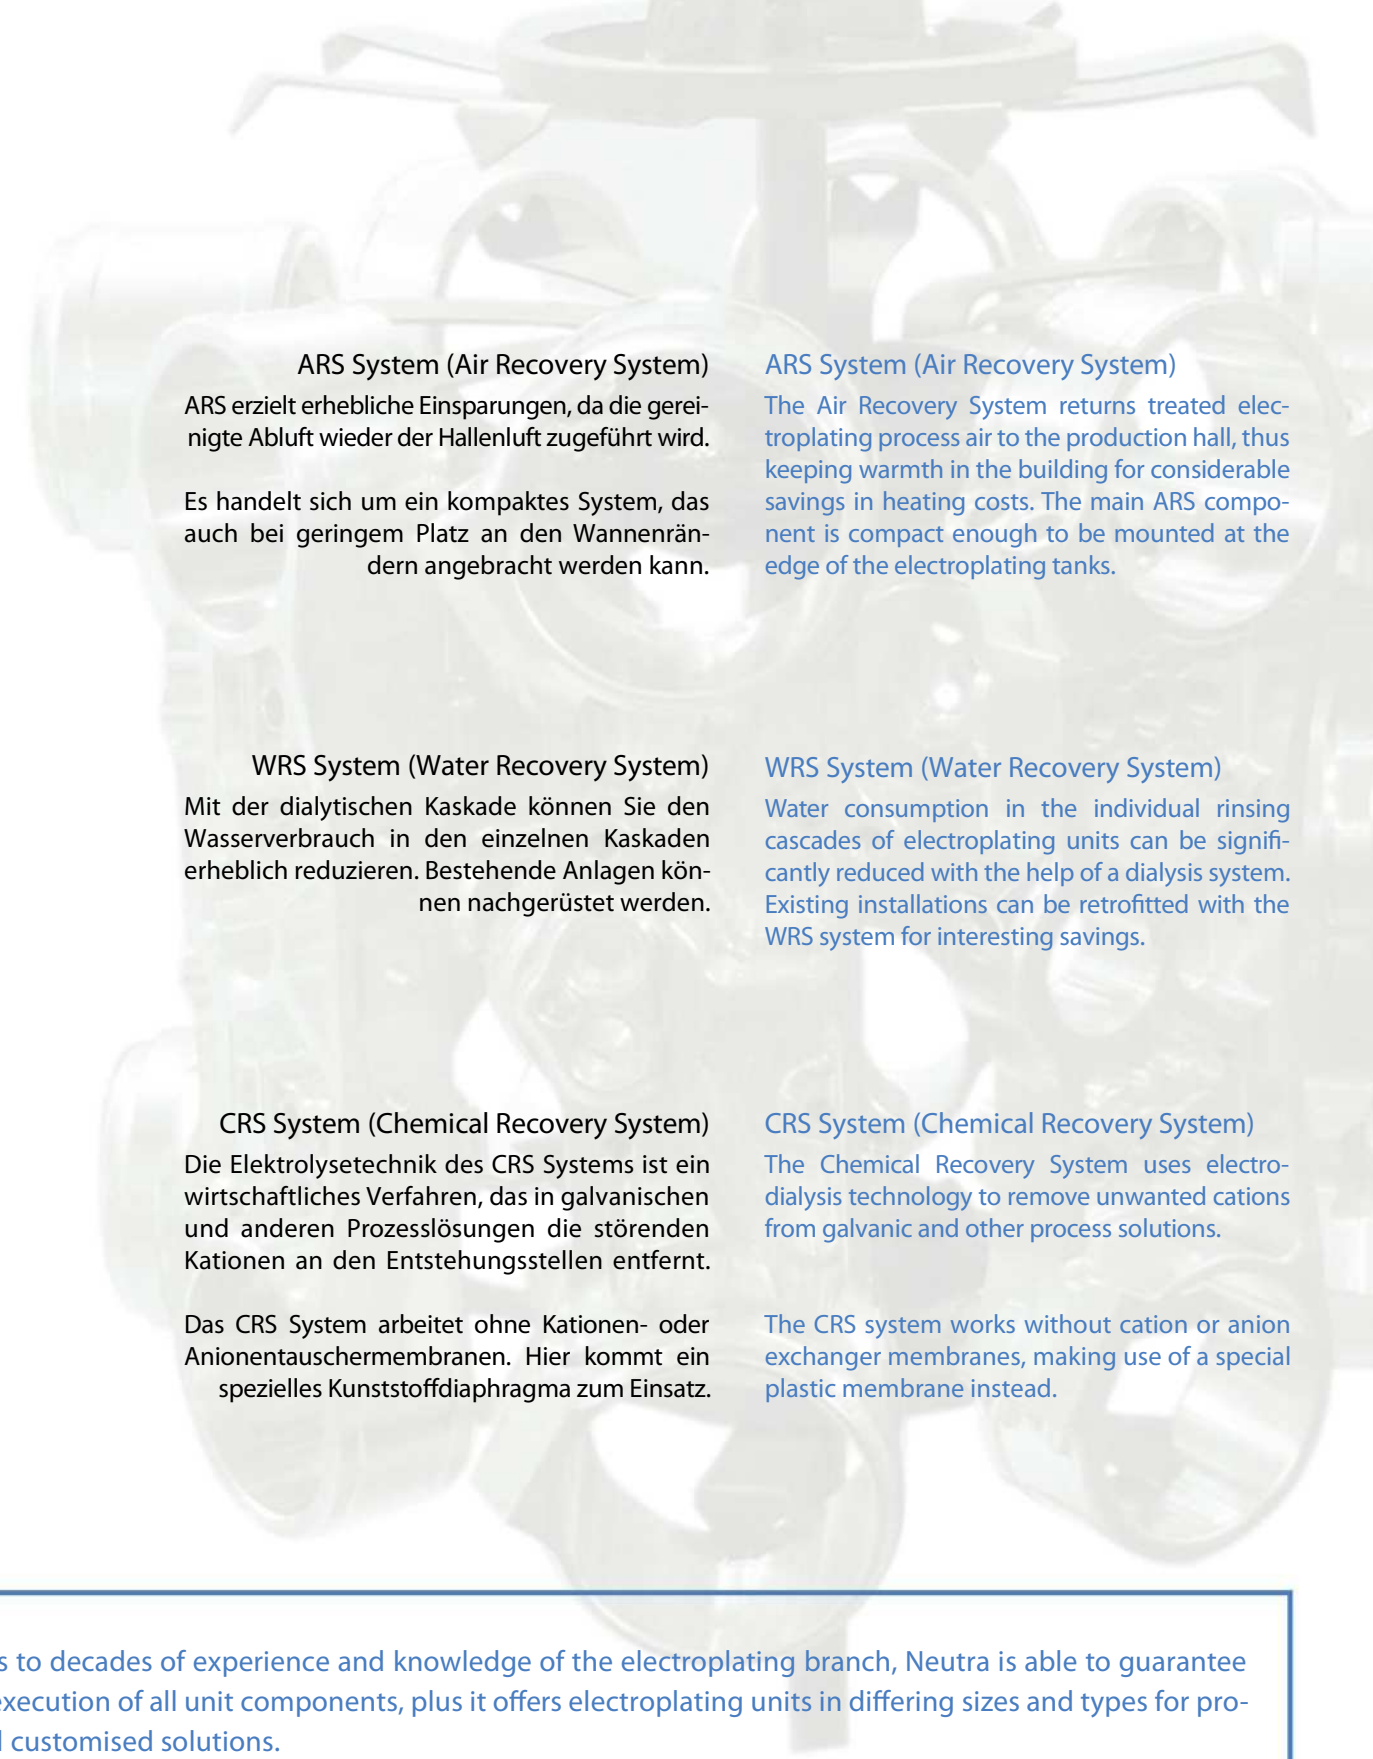 ARS System (Air Recovery System)
ARS erzielt erhebliche Einsparungen, da die gerei-
nigte Abluft wieder der Hallenluft zugeführt wird.
Es handelt sich um ein kompaktes System, das
auch bei geringem Platz an den Wannenrän-
dern angebracht werden kann.
ARS System (Air Recovery System)
The Air Recovery System returns treated elec-
troplating process air to the production hall, thus
keeping warmth in the building for considerable
savings in heating costs. The main ARS compo-
nent is compact enough to be mounted at the
edge of the electroplating tanks.
WRS System (Water Recovery System)
Mit der dialytischen Kaskade können Sie den
Wasserverbrauch in den einzelnen Kaskaden
erheblich reduzieren. Bestehende Anlagen kön-
nen nachgerüstet werden.
WRS System (Water Recovery System)
Water consumption in the individual rinsing
cascades of electroplating units can be signifi-
cantly reduced with the help of a dialysis system.
Existing installations can be retrofitted with the
WRS system for interesting savings.
CRS System (Chemical Recovery System)
Die Elektrolysetechnik des CRS Systems ist ein
wirtschaftliches Verfahren, das in galvanischen
und anderen Prozesslösungen die störenden
Kationen an den Entstehungsstellen entfernt.
Das CRS System arbeitet ohne Kationen- oder
Anionentauschermembranen. Hier kommt ein
spezielles Kunststoffdiaphragma zum Einsatz.
CRS System (Chemical Recovery System)
The Chemical Recovery System uses electro-
dialysis technology to remove unwanted cations
from galvanic and other process solutions.
The CRS system works without cation or anion
exchanger membranes, making use of a special
plastic membrane instead.
to decades of experience and knowledge of the electroplating branch, Neutra is able to guarantee
execution of all unit components, plus it offers electroplating units in differing sizes and types for pro-
customised solutions.